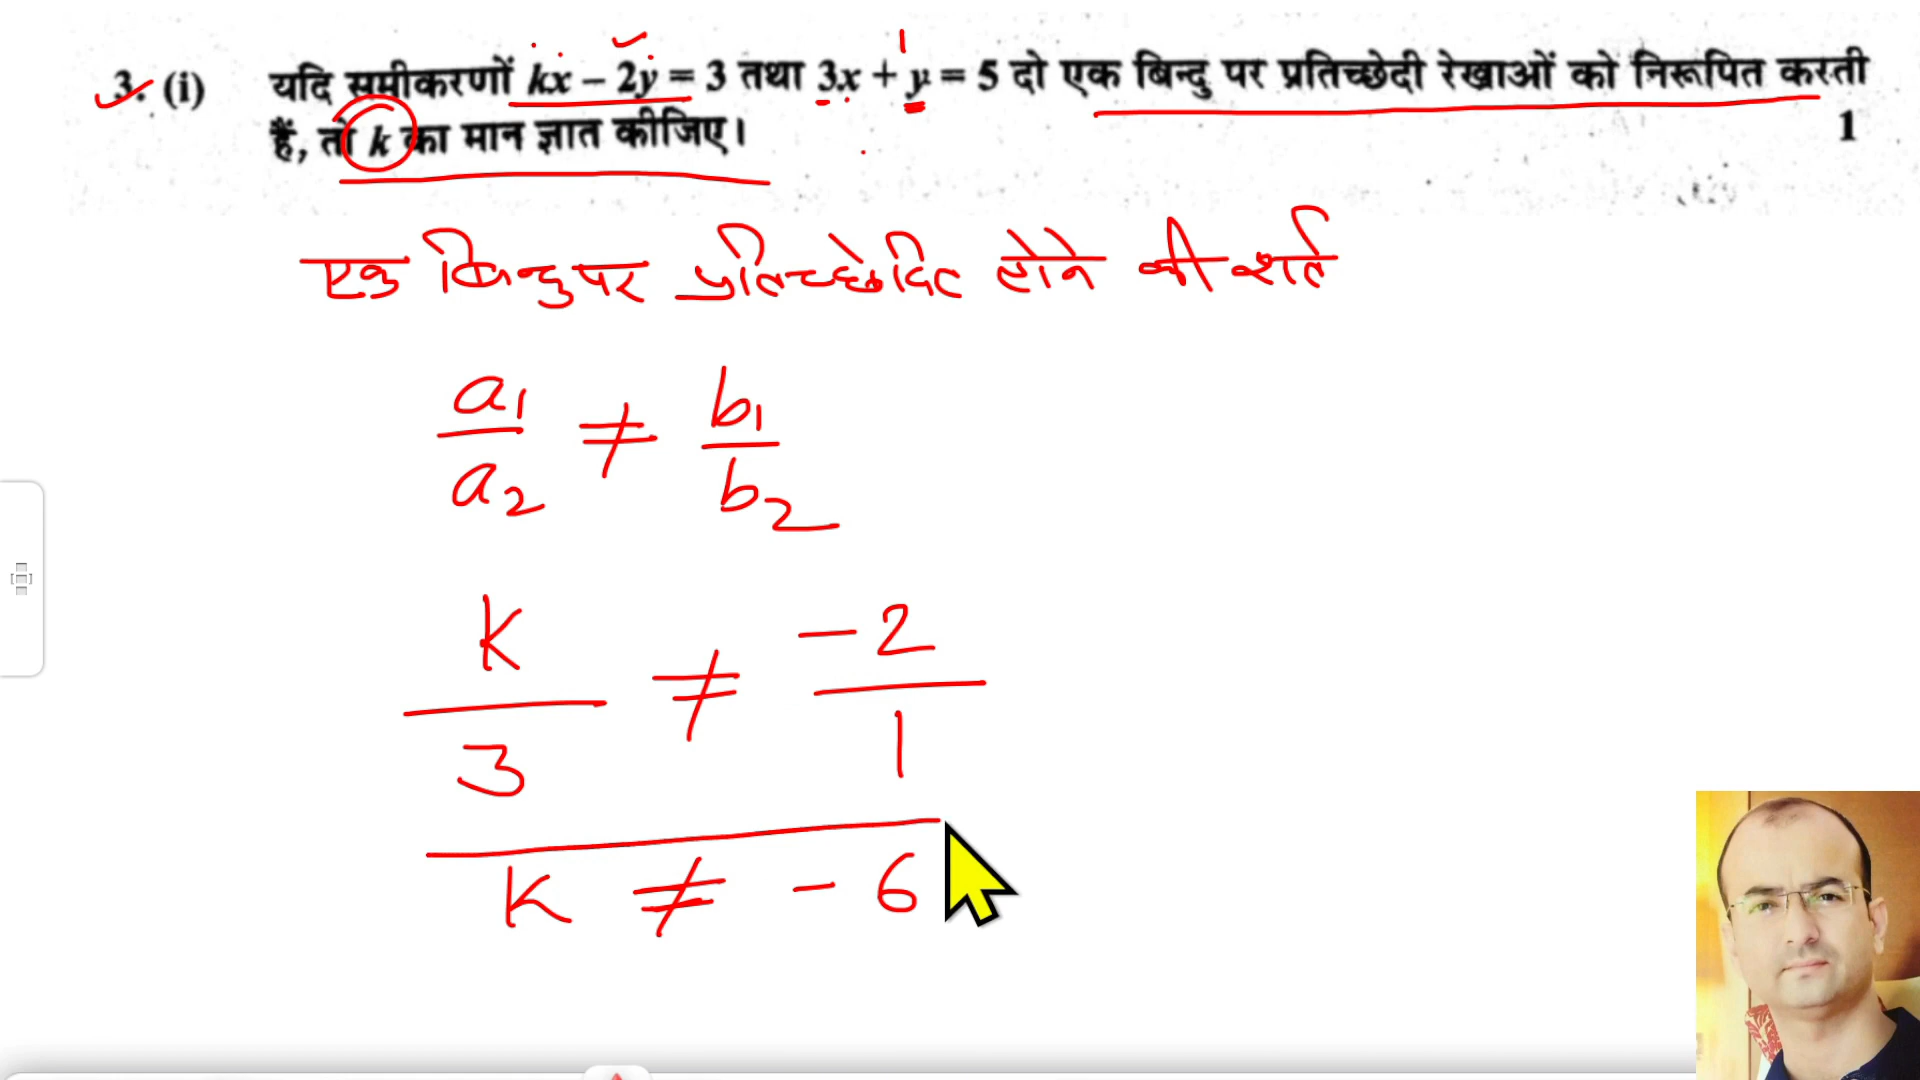 3. (i) यदि समीकरणों kx – 2y = 3 तथा 3x + y = 5 दो एक बिन्दु पर प्रतिच्छेदी रेखाओं को निरूपित करती
हैं, तो k का मान ज्ञात कीजिए। 1
1
एक बिन्दु पर प्रतिच्छेदित होने की शर्त
a1 b1
≠
a2 b2
K -2
≠
3 1
K ≠ -6